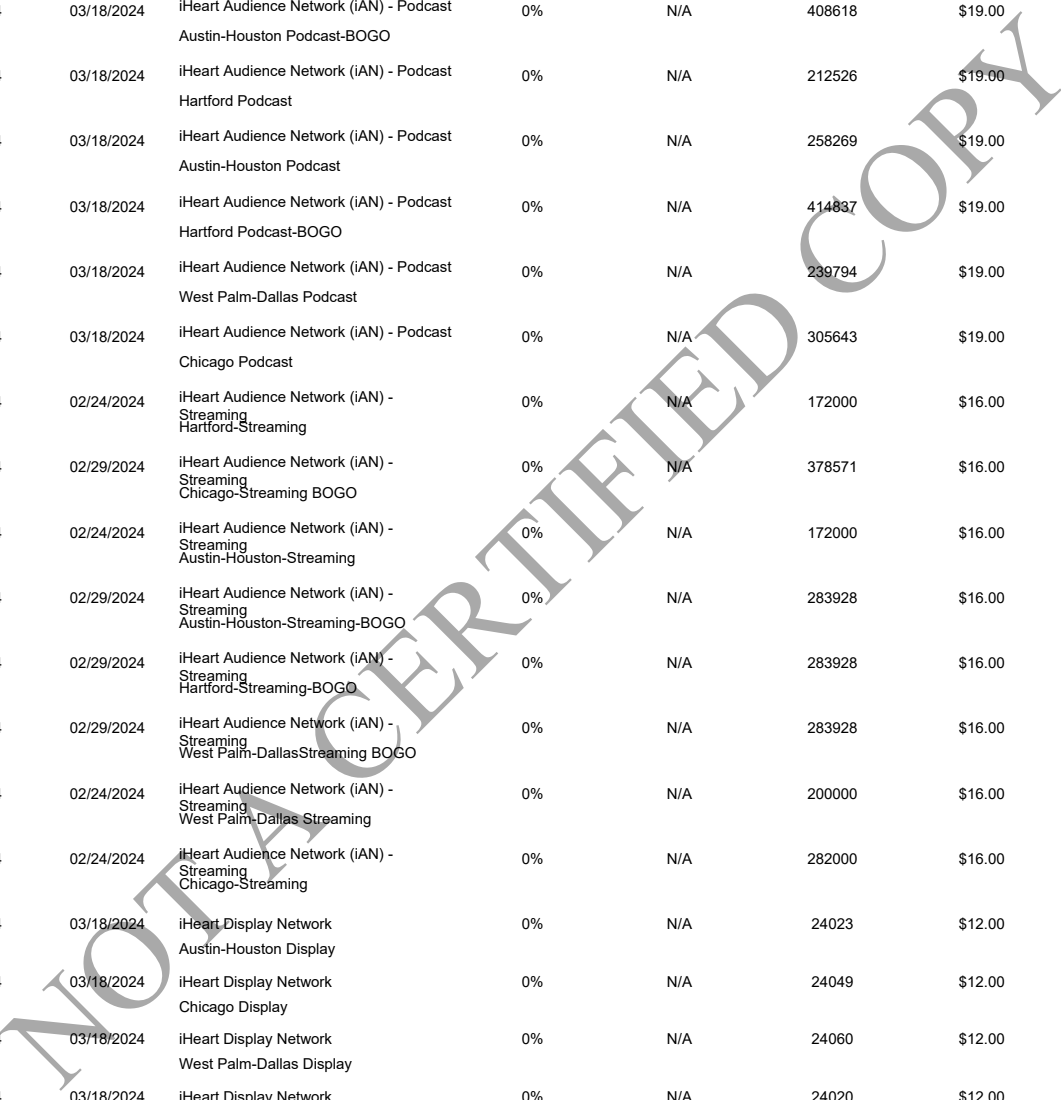 03/18/2024 iHeart Audience Network (iAN) - Podcast 0% N/A 408618 $19.00
Austin-Houston Podcast-BOGO
03/18/2024 iHeart Audience Network (iAN) - Podcast 0% N/A 212526 $19.00
Hartford Podcast
03/18/2024 iHeart Audience Network (iAN) - Podcast 0% N/A 258269 $19.00
Austin-Houston Podcast
03/18/2024 iHeart Audience Network (iAN) - Podcast 0% N/A 414837 $19.00
Hartford Podcast-BOGO
03/18/2024 iHeart Audience Network (iAN) - Podcast 0% N/A 239794 $19.00
West Palm-Dallas Podcast
03/18/2024 iHeart Audience Network (iAN) - Podcast 0% N/A 305643 $19.00
Chicago Podcast
02/24/2024 iHeart Audience Network (iAN) - 0% N/A 172000 $16.00
Streaming
Hartford-Streaming
02/29/2024 iHeart Audience Network (iAN) - 0% N/A 378571 $16.00
Streaming
Chicago-Streaming BOGO
02/24/2024 iHeart Audience Network (iAN) - 0% N/A 172000 $16.00
Streaming
Austin-Houston-Streaming
02/29/2024 iHeart Audience Network (iAN) - 0% N/A 283928 $16.00
Streaming
Austin-Houston-Streaming-BOGO
02/29/2024 iHeart Audience Network (iAN) - 0% N/A 283928 $16.00
Streaming
Hartford-Streaming-BOGO
02/29/2024 iHeart Audience Network (iAN) - 0% N/A 283928 $16.00
Streaming
West Palm-DallasStreaming BOGO
02/24/2024 iHeart Audience Network (iAN) - 0% N/A 200000 $16.00
Streaming
West Palm-Dallas Streaming
02/24/2024 iHeart Audience Network (iAN) - 0% N/A 282000 $16.00
Streaming
Chicago-Streaming
03/18/2024 iHeart Display Network 0% N/A 24023 $12.00
Austin-Houston Display
03/18/2024 iHeart Display Network 0% N/A 24049 $12.00
Chicago Display
03/18/2024 iHeart Display Network 0% N/A 24060 $12.00
West Palm-Dallas Display
03/18/2024 iHeart Display Network 0% N/A 24020 $12.00
NOT A CERTIFIED COPY